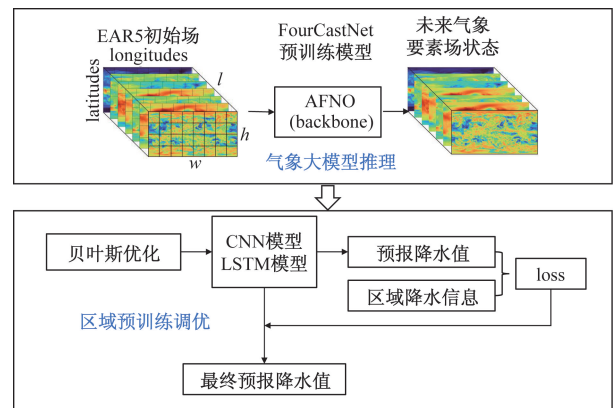 EAR5初始场
longitudes
latitudes
l
h
w
FourCastNet
预训练模型
AFNO
(backbone)
未来气象
要素场状态
气象大模型推理
贝叶斯优化
CNN模型
LSTM模型
预报降水值
区域降水信息
loss
区域预训练调优
最终预报降水值